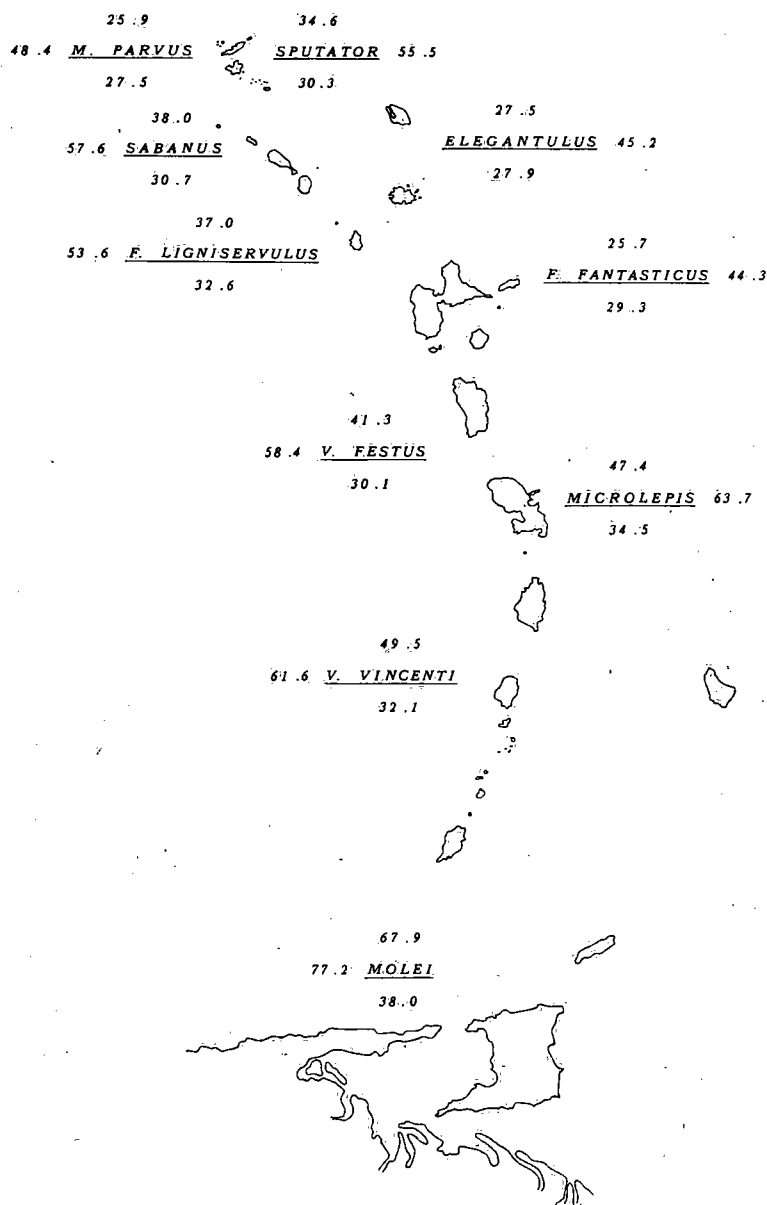 25.9 34.6
48.4 M. PARVUS SPUTATOR 55.5
27.5 30.3
38.0 27.5
57.6 SABANUS ELEGANTULUS 45.2
30.7 27.9
37.0
53.6 F. LIGNISERVULUS
32.6
25.7
F. FANTASTICUS 44.3
29.3
41.3
58.4 V. FESTUS
30.1
47.4
MICROLEPIS 63.7
34.5
49.5
61.6 V. VINCENTI
32.1
67.9
77.2 MOLEI
38.0